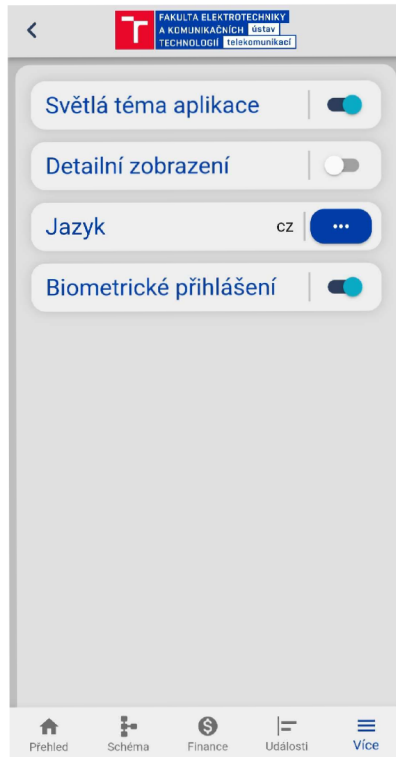 FAKULTA ELEKTROTECHNIKY
A KOMUNIKAČNÍCH ústav
TECHNOLOGIÍ telekomunikací
Světlá téma aplikace
Detailní zobrazení
Jazyk cz
Biometrické přihlášení
Přehled Schéma Finance Události Více